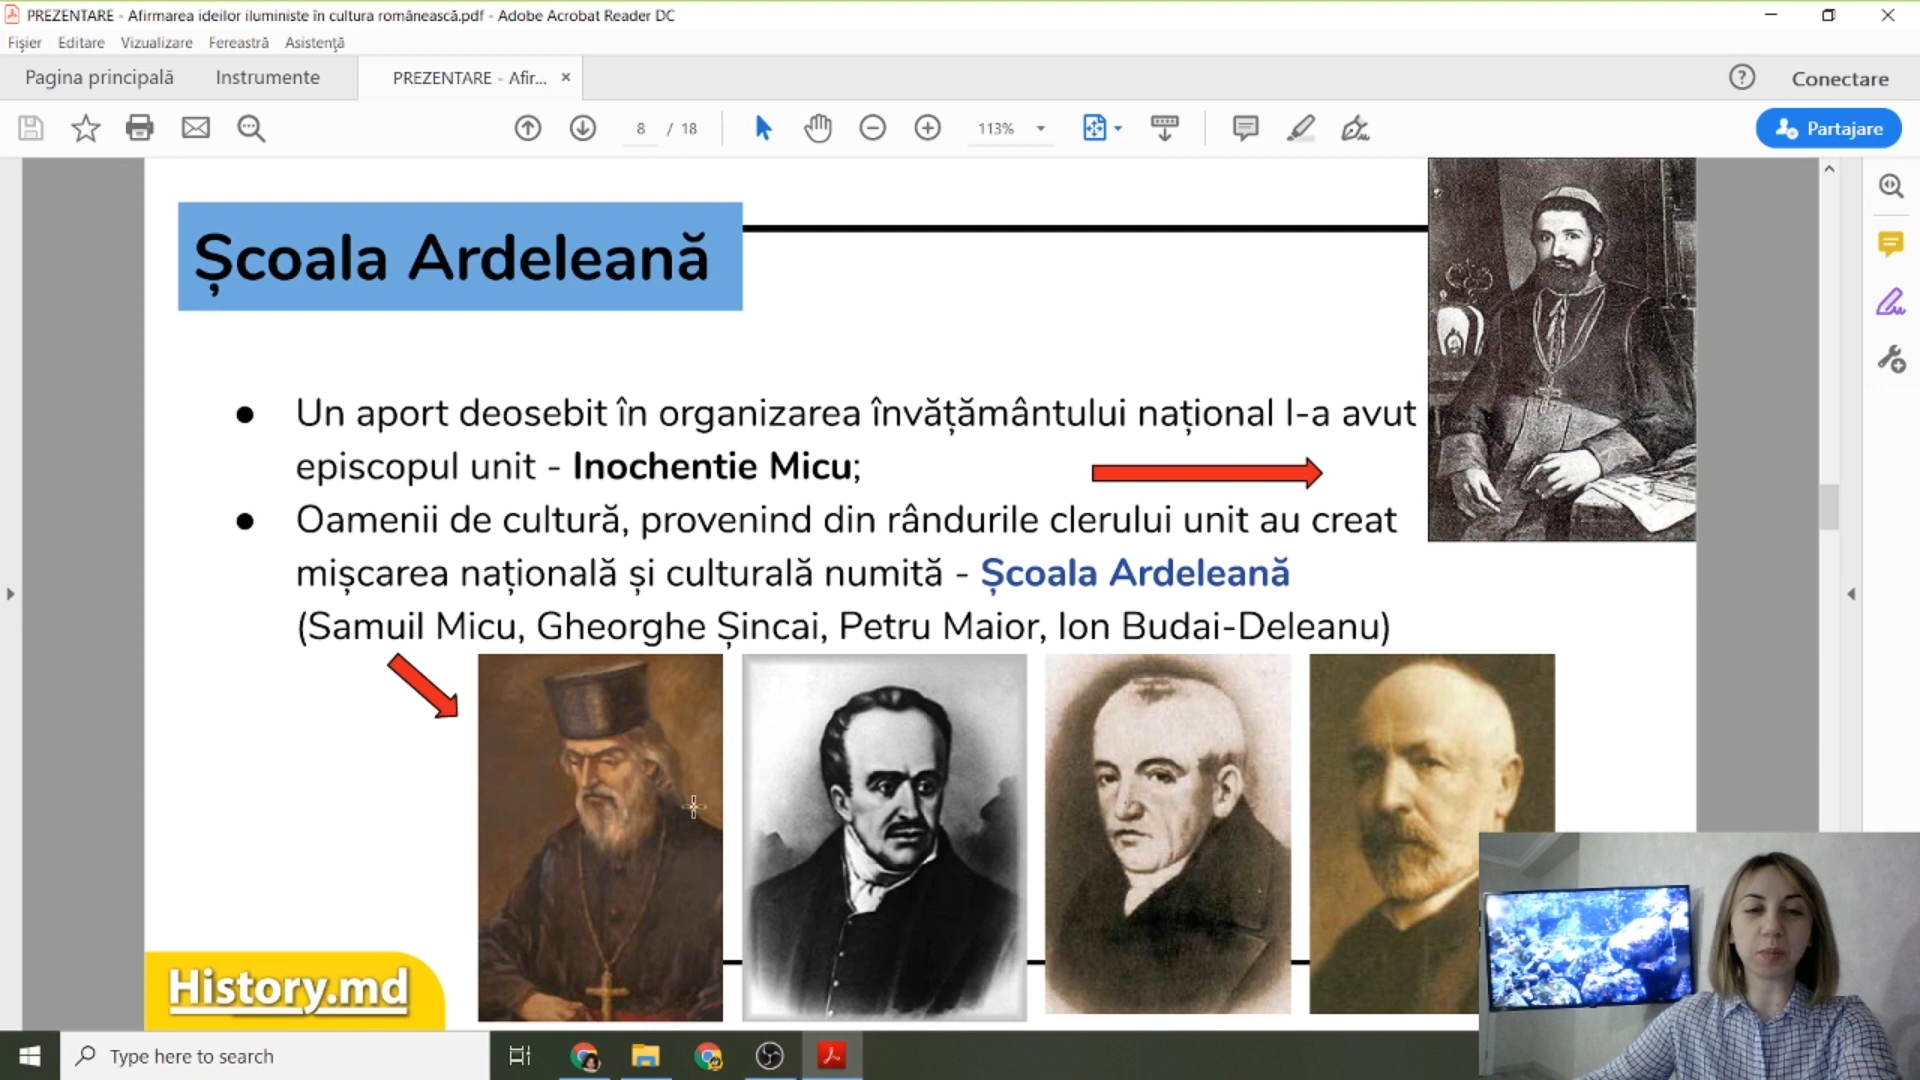 PREZENTARE - Afirmarea ideilor iluministe în cultura românească.pdf - Adobe Acrobat Reader DC
Fișier Editare Vizualizare Fereastră Asistență
Pagina principală Instrumente PREZENTARE - Afir... Conectare
8 / 18 113% Partajare
Școala Ardeleană
● Un aport deosebit în organizarea învățământului național l-a avut
episcopul unit - Inochentie Micu;
● Oamenii de cultură, provenind din rândurile clerului unit au creat
mișcarea națională și culturală numită - Școala Ardeleană
(Samuil Micu, Gheorghe Șincai, Petru Maior, Ion Budai-Deleanu)
History.md
Type here to search